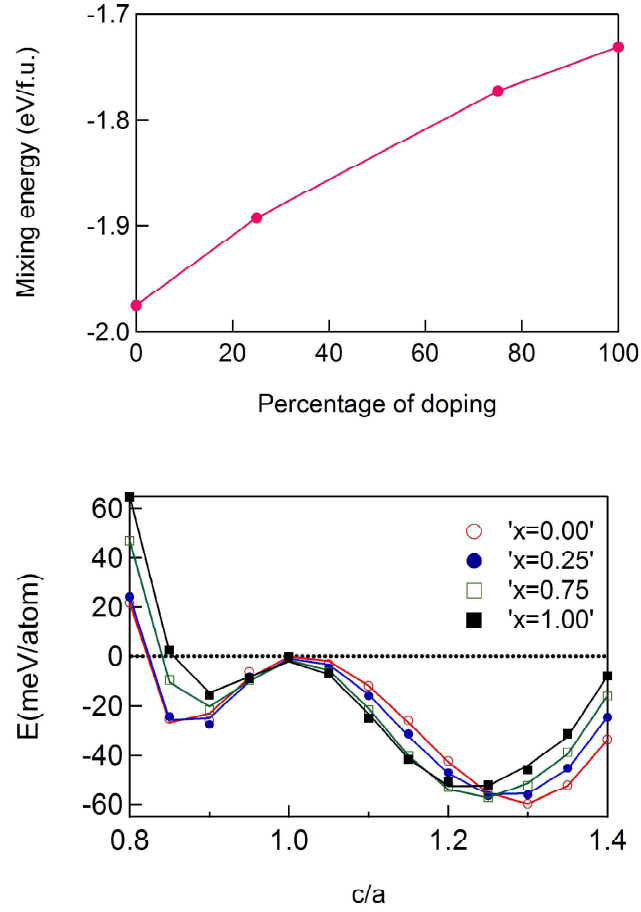 -1.7
-1.8
-1.9
-2.0
Mixing energy (eV/f.u.)
0 20 40 60 80 100
Percentage of doping
60
40
20
0
-20
-40
-60
E(meV/atom)
'x=0.00'
'x=0.25'
'x=0.75
'x=1.00'
0.8 1.0 1.2 1.4
c/a